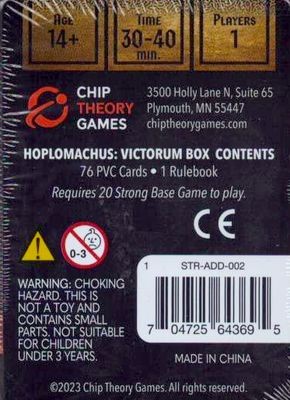 AGE
14+
TIME
30-40
MIN.
PLAYERS
1
CHIP
THEORY
GAMES
3500 Holly Lane N, Suite 65
Plymouth, MN 55447
chiptheorygames.com
HOPLOMACHUS: VICTORUM BOX CONTENTS
76 PVC Cards • 1 Rulebook
Requires 20 Strong Base Game to play.
CE
0-3
WARNING: CHOKING
HAZARD. THIS IS
NOT A TOY AND
CONTAINS SMALL
PARTS. NOT SUITABLE
FOR CHILDREN
UNDER 3 YEARS.
1 STR-ADD-002
7 04725 64369 5
MADE IN CHINA
©2023 Chip Theory Games. All rights reserved.